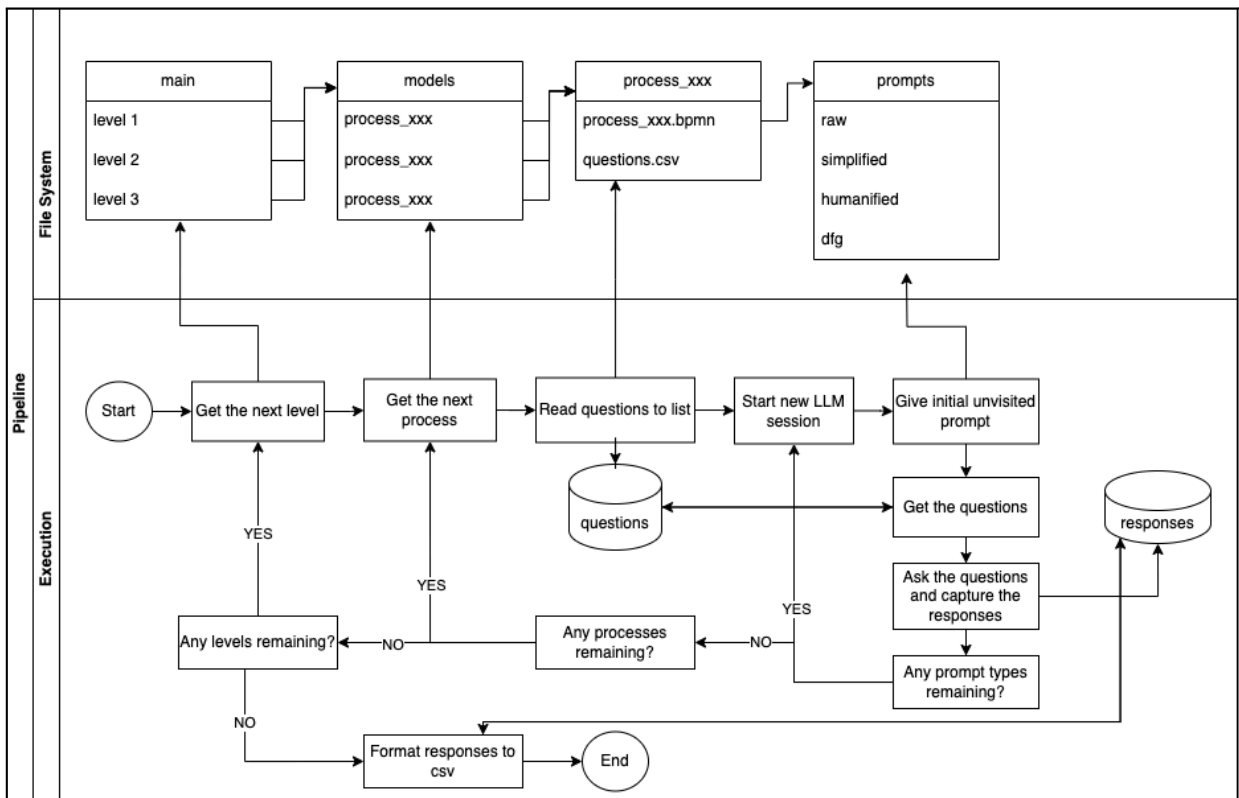 Pipeline
File System
main
level 1
level 2
level 3
models
process_xxx
process_xxx
process_xxx
process_xxx
process_xxx.bpmn
questions.csv
prompts
raw
simplified
humanified
dfg
Execution
Start
Get the next level
Get the next
process
Read questions to list
Start new LLM
session
Give initial unvisited
prompt
questions
Get the questions
responses
Ask the questions
and capture the
responses
Any prompt types
remaining?
YES
NO
Any processes
remaining?
YES
NO
Any levels remaining?
YES
NO
Format responses to
csv
End